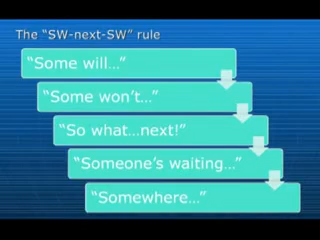 The “SW-next-SW” rule
“Some will…”
“Some won’t…”
“So what…next!”
“Someone’s waiting…”
“Somewhere…”